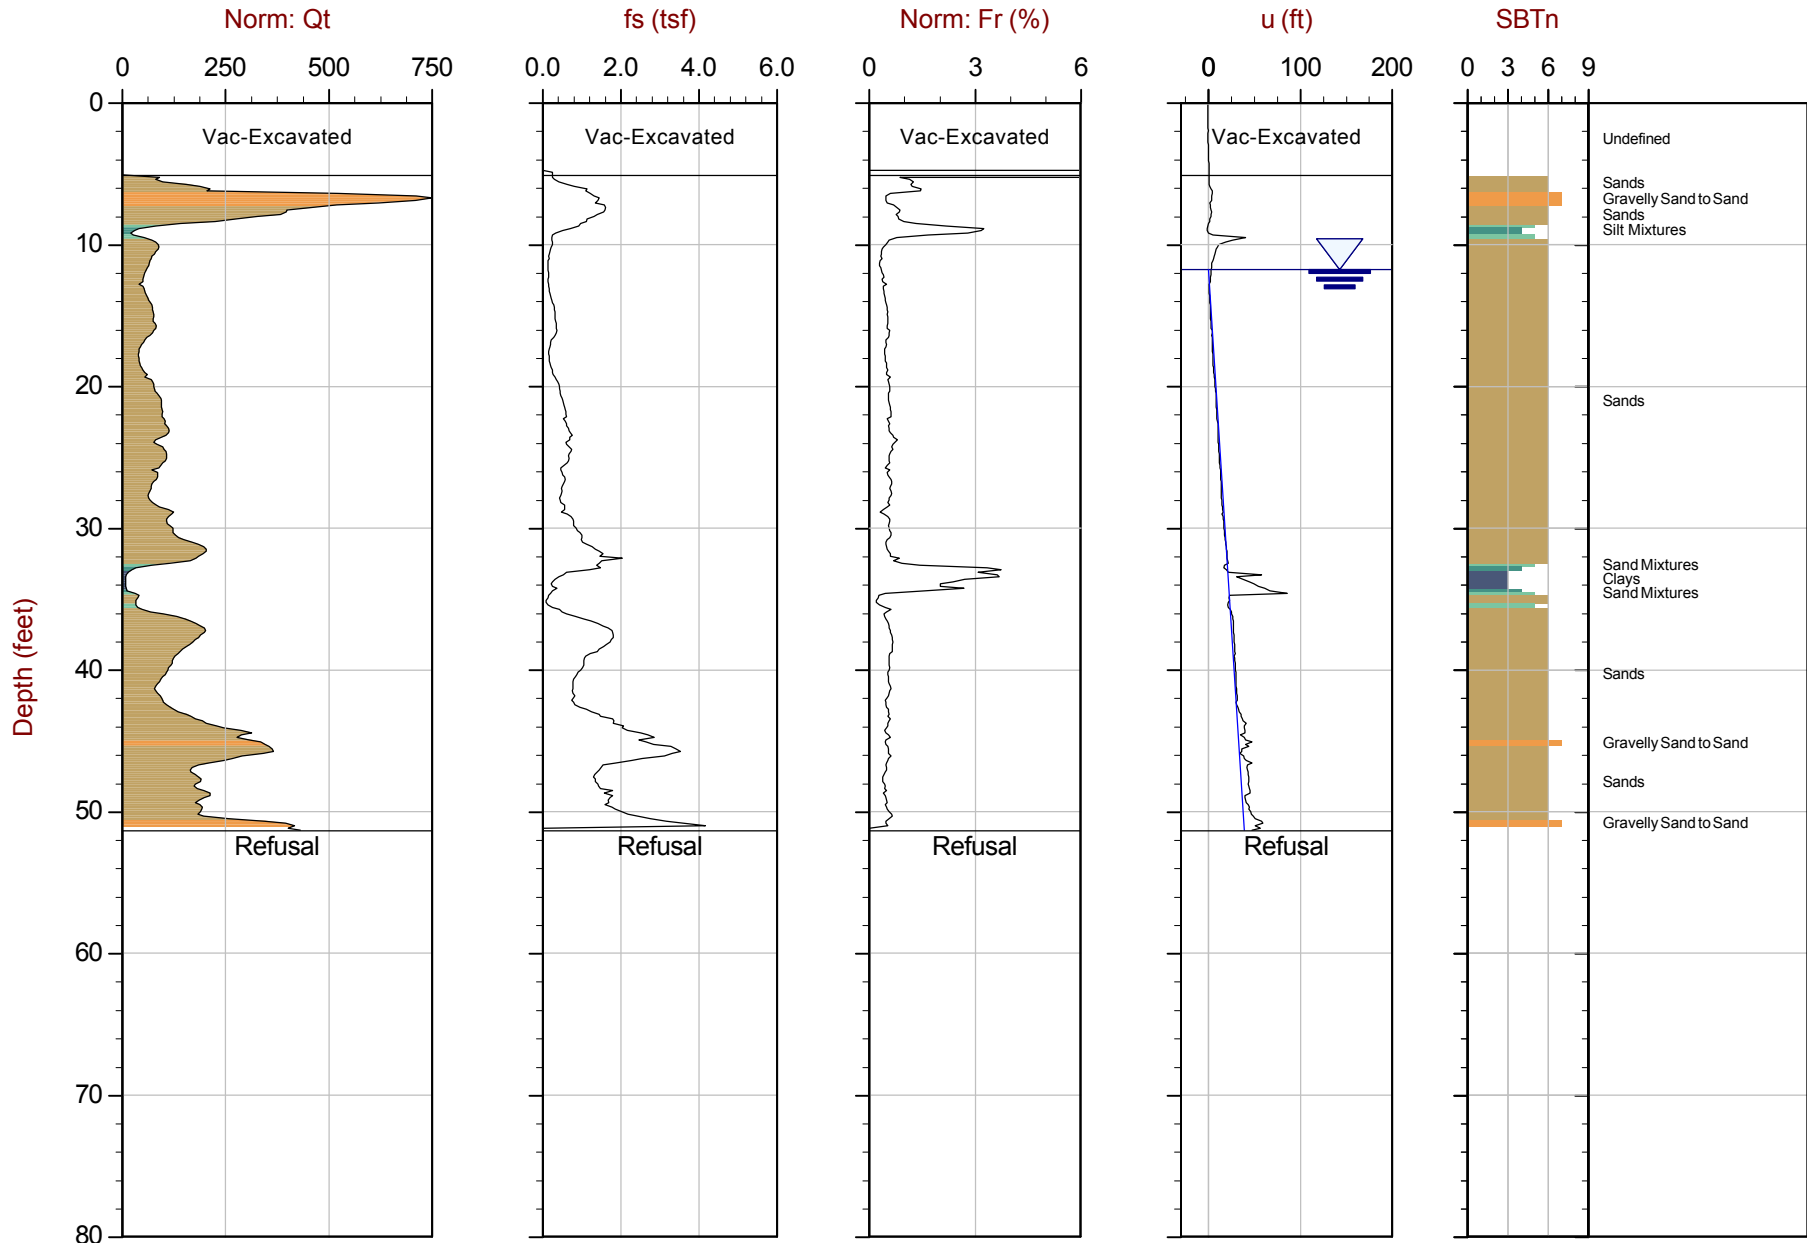 Norm: Qt fs (tsf) Norm: Fr (%) u (ft) SBTn
0 250 500 750 0.0 2.0 4.0 6.0 0 3 6 0 100 200 0 3 6 9
0
Vac-Excavated Vac-Excavated Vac-Excavated Vac-Excavated Undefined
Sands
Gravelly Sand to Sand
Sands
Silt Mixtures
10
20
Sands
30
Sand Mixtures
Clays
Sand Mixtures
Depth (feet)
40
Sands
Gravelly Sand to Sand
Sands
50
Gravelly Sand to Sand
Refusal Refusal Refusal Refusal
60
70
80